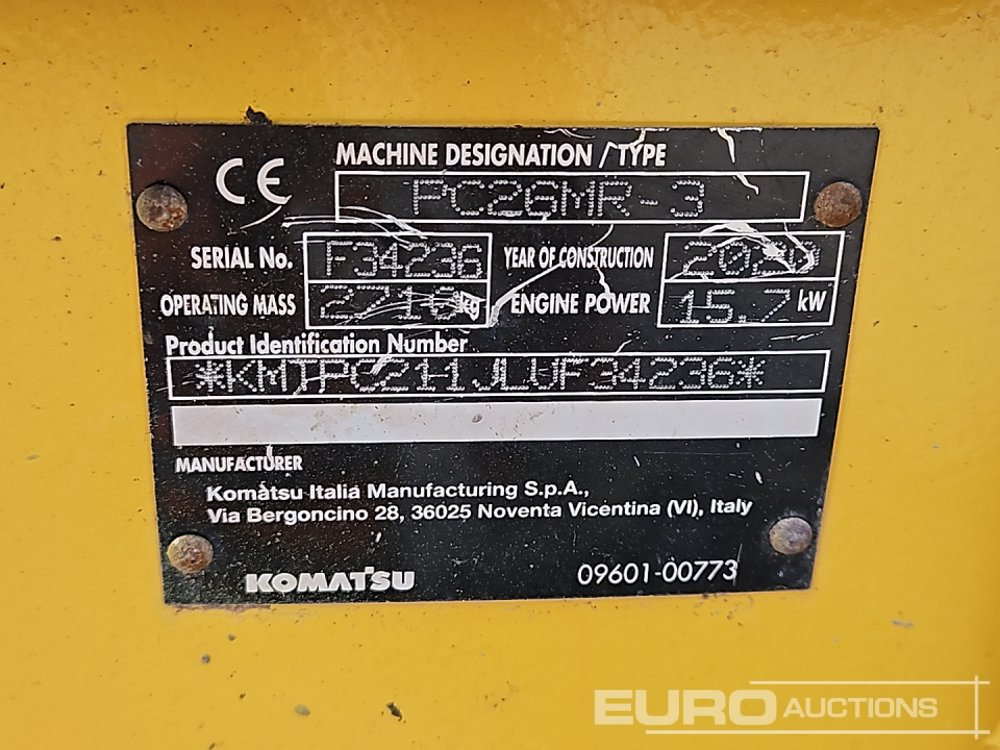 CE
MACHINE DESIGNATION / TYPE
PC26MR-3
SERIAL No. F34236 YEAR OF CONSTRUCTION 2020
OPERATING MASS 2710 kg ENGINE POWER 15.7 kW
Product Identification Number
*KMTPC211JLUF34236*
MANUFACTURER
Komatsu Italia Manufacturing S.p.A.,
Via Bergoncino 28, 36025 Noventa Vicentina (VI), Italy
KOMATSU 09601-00773
EURO AUCTIONS